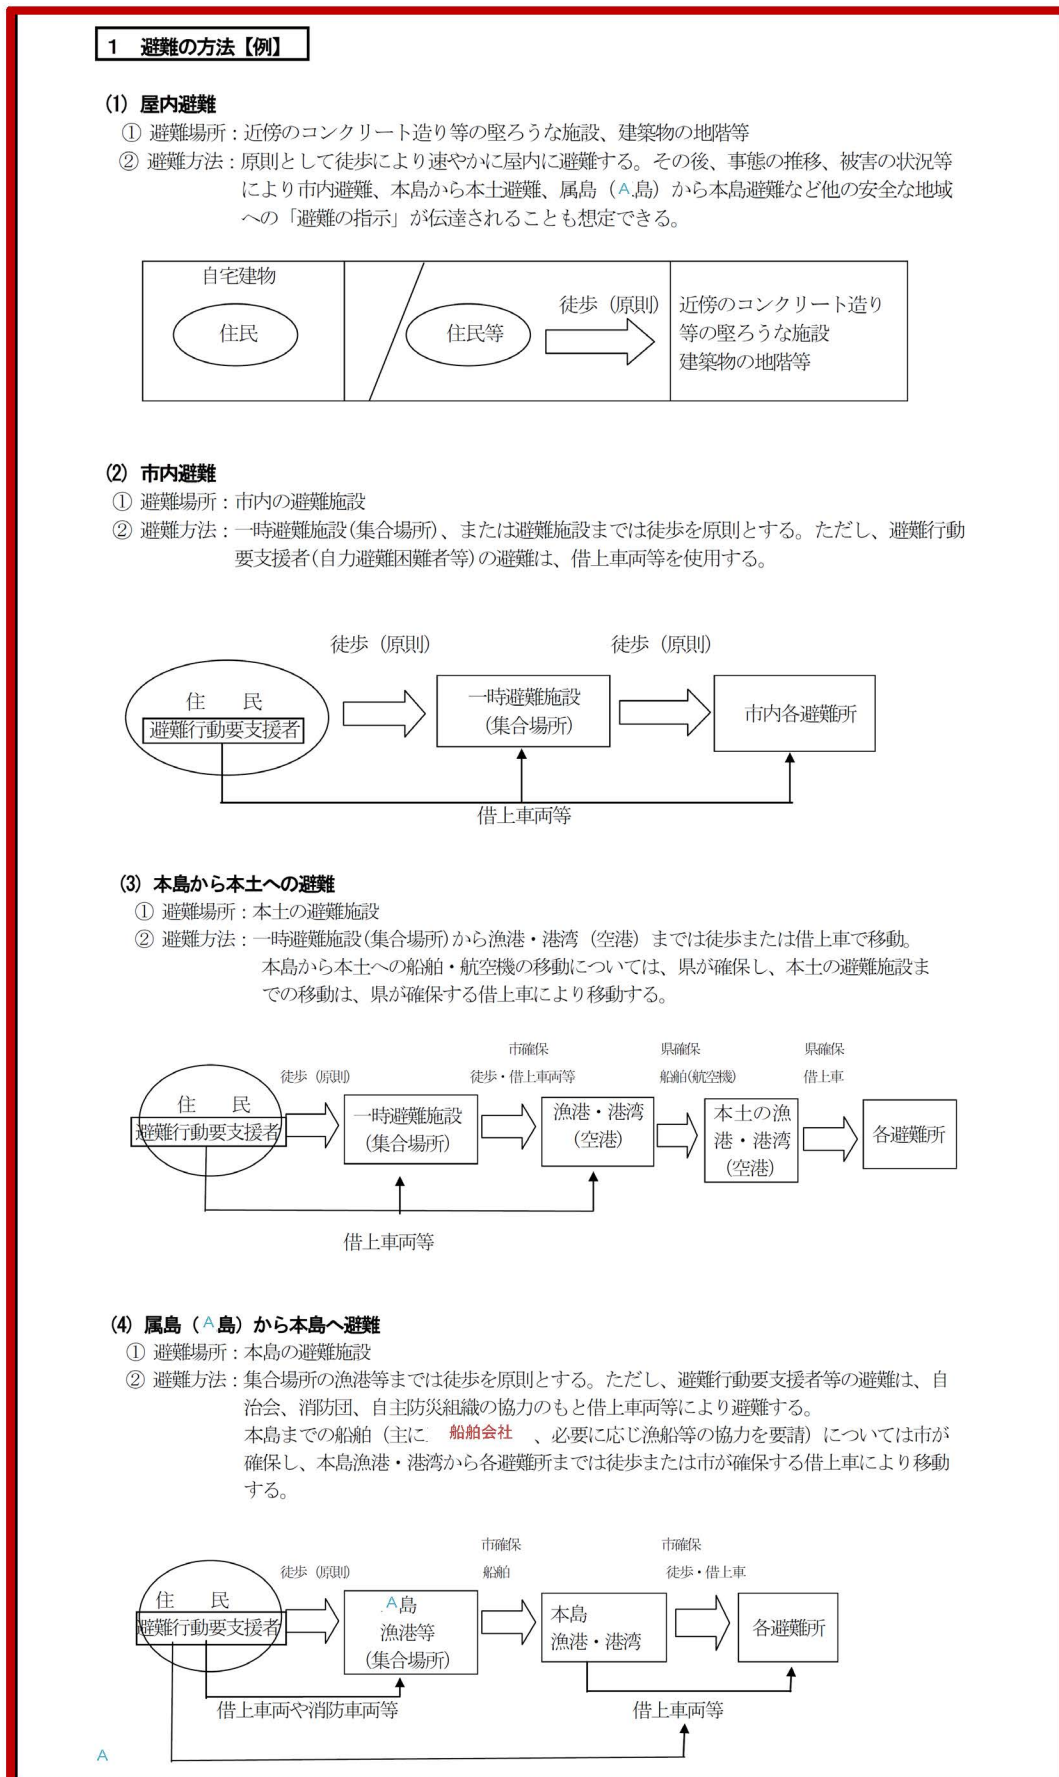 1 避難の方法【例】
(1) 屋内避難
① 避難場所：近傍のコンクリート造り等の堅ろうな施設、建築物の地階等
② 避難方法：原則として徒歩により速やかに屋内に避難する。その後、事態の推移、被害の状況等
により市内避難、本島から本土避難、属島（A.島）から本島避難など他の安全な地域
への「避難の指示」が伝達されることも想定できる。
自宅建物
住民
住民等
徒歩（原則）
近傍のコンクリート造り
等の堅ろうな施設
建築物の地階等
(2) 市内避難
① 避難場所：市内の避難施設
② 避難方法：一時避難施設(集合場所)、または避難施設までは徒歩を原則とする。ただし、避難行動
要支援者(自力避難困難者等)の避難は、借上車両等を使用する。
徒歩（原則）
徒歩（原則）
住 民
避難行動要支援者
一時避難施設
(集合場所)
市内各避難所
借上車両等
(3) 本島から本土への避難
① 避難場所：本土の避難施設
② 避難方法：一時避難施設(集合場所)から漁港・港湾（空港）までは徒歩または借上車で移動。
本島から本土への船舶・航空機の移動については、県が確保し、本土の避難施設ま
での移動は、県が確保する借上車により移動する。
市確保
県確保
県確保
徒歩（原則）
徒歩・借上車両等
船舶(航空機)
借上車
住 民
避難行動要支援者
一時避難施設
(集合場所)
漁港・港湾
(空港)
本土の漁
港・港湾
(空港)
各避難所
借上車両等
(4) 属島（A島）から本島へ避難
① 避難場所：本島の避難施設
② 避難方法：集合場所の漁港等までは徒歩を原則とする。ただし、避難行動要支援者等の避難は、自
治会、消防団、自主防災組織の協力のもと借上車両等により避難する。
本島までの船舶（主に 船舶会社 、必要に応じ漁船等の協力を要請）については市が
確保し、本島漁港・港湾から各避難所までは徒歩または市が確保する借上車により移動
する。
市確保
市確保
徒歩（原則）
船舶
徒歩・借上車
住 民
避難行動要支援者
A島
漁港等
(集合場所)
本島
漁港・港湾
各避難所
借上車両や消防車両等
借上車両等
A